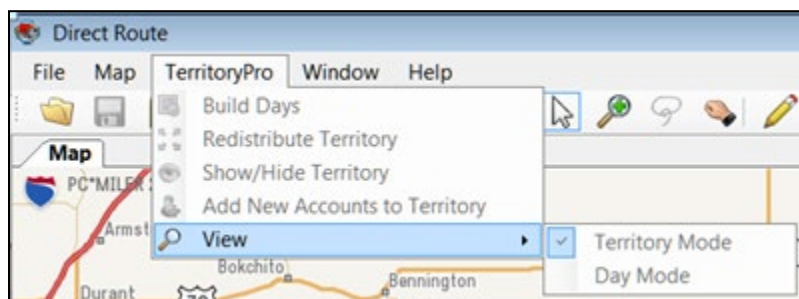 Direct Route
File Map TerritoryPro Window Help
Build Days
Redistribute Territory
Show/Hide Territory
Add New Accounts to Territory
View
Territory Mode
Day Mode
Map
PC*MILER
Bokchito
Bennington
Durant
70